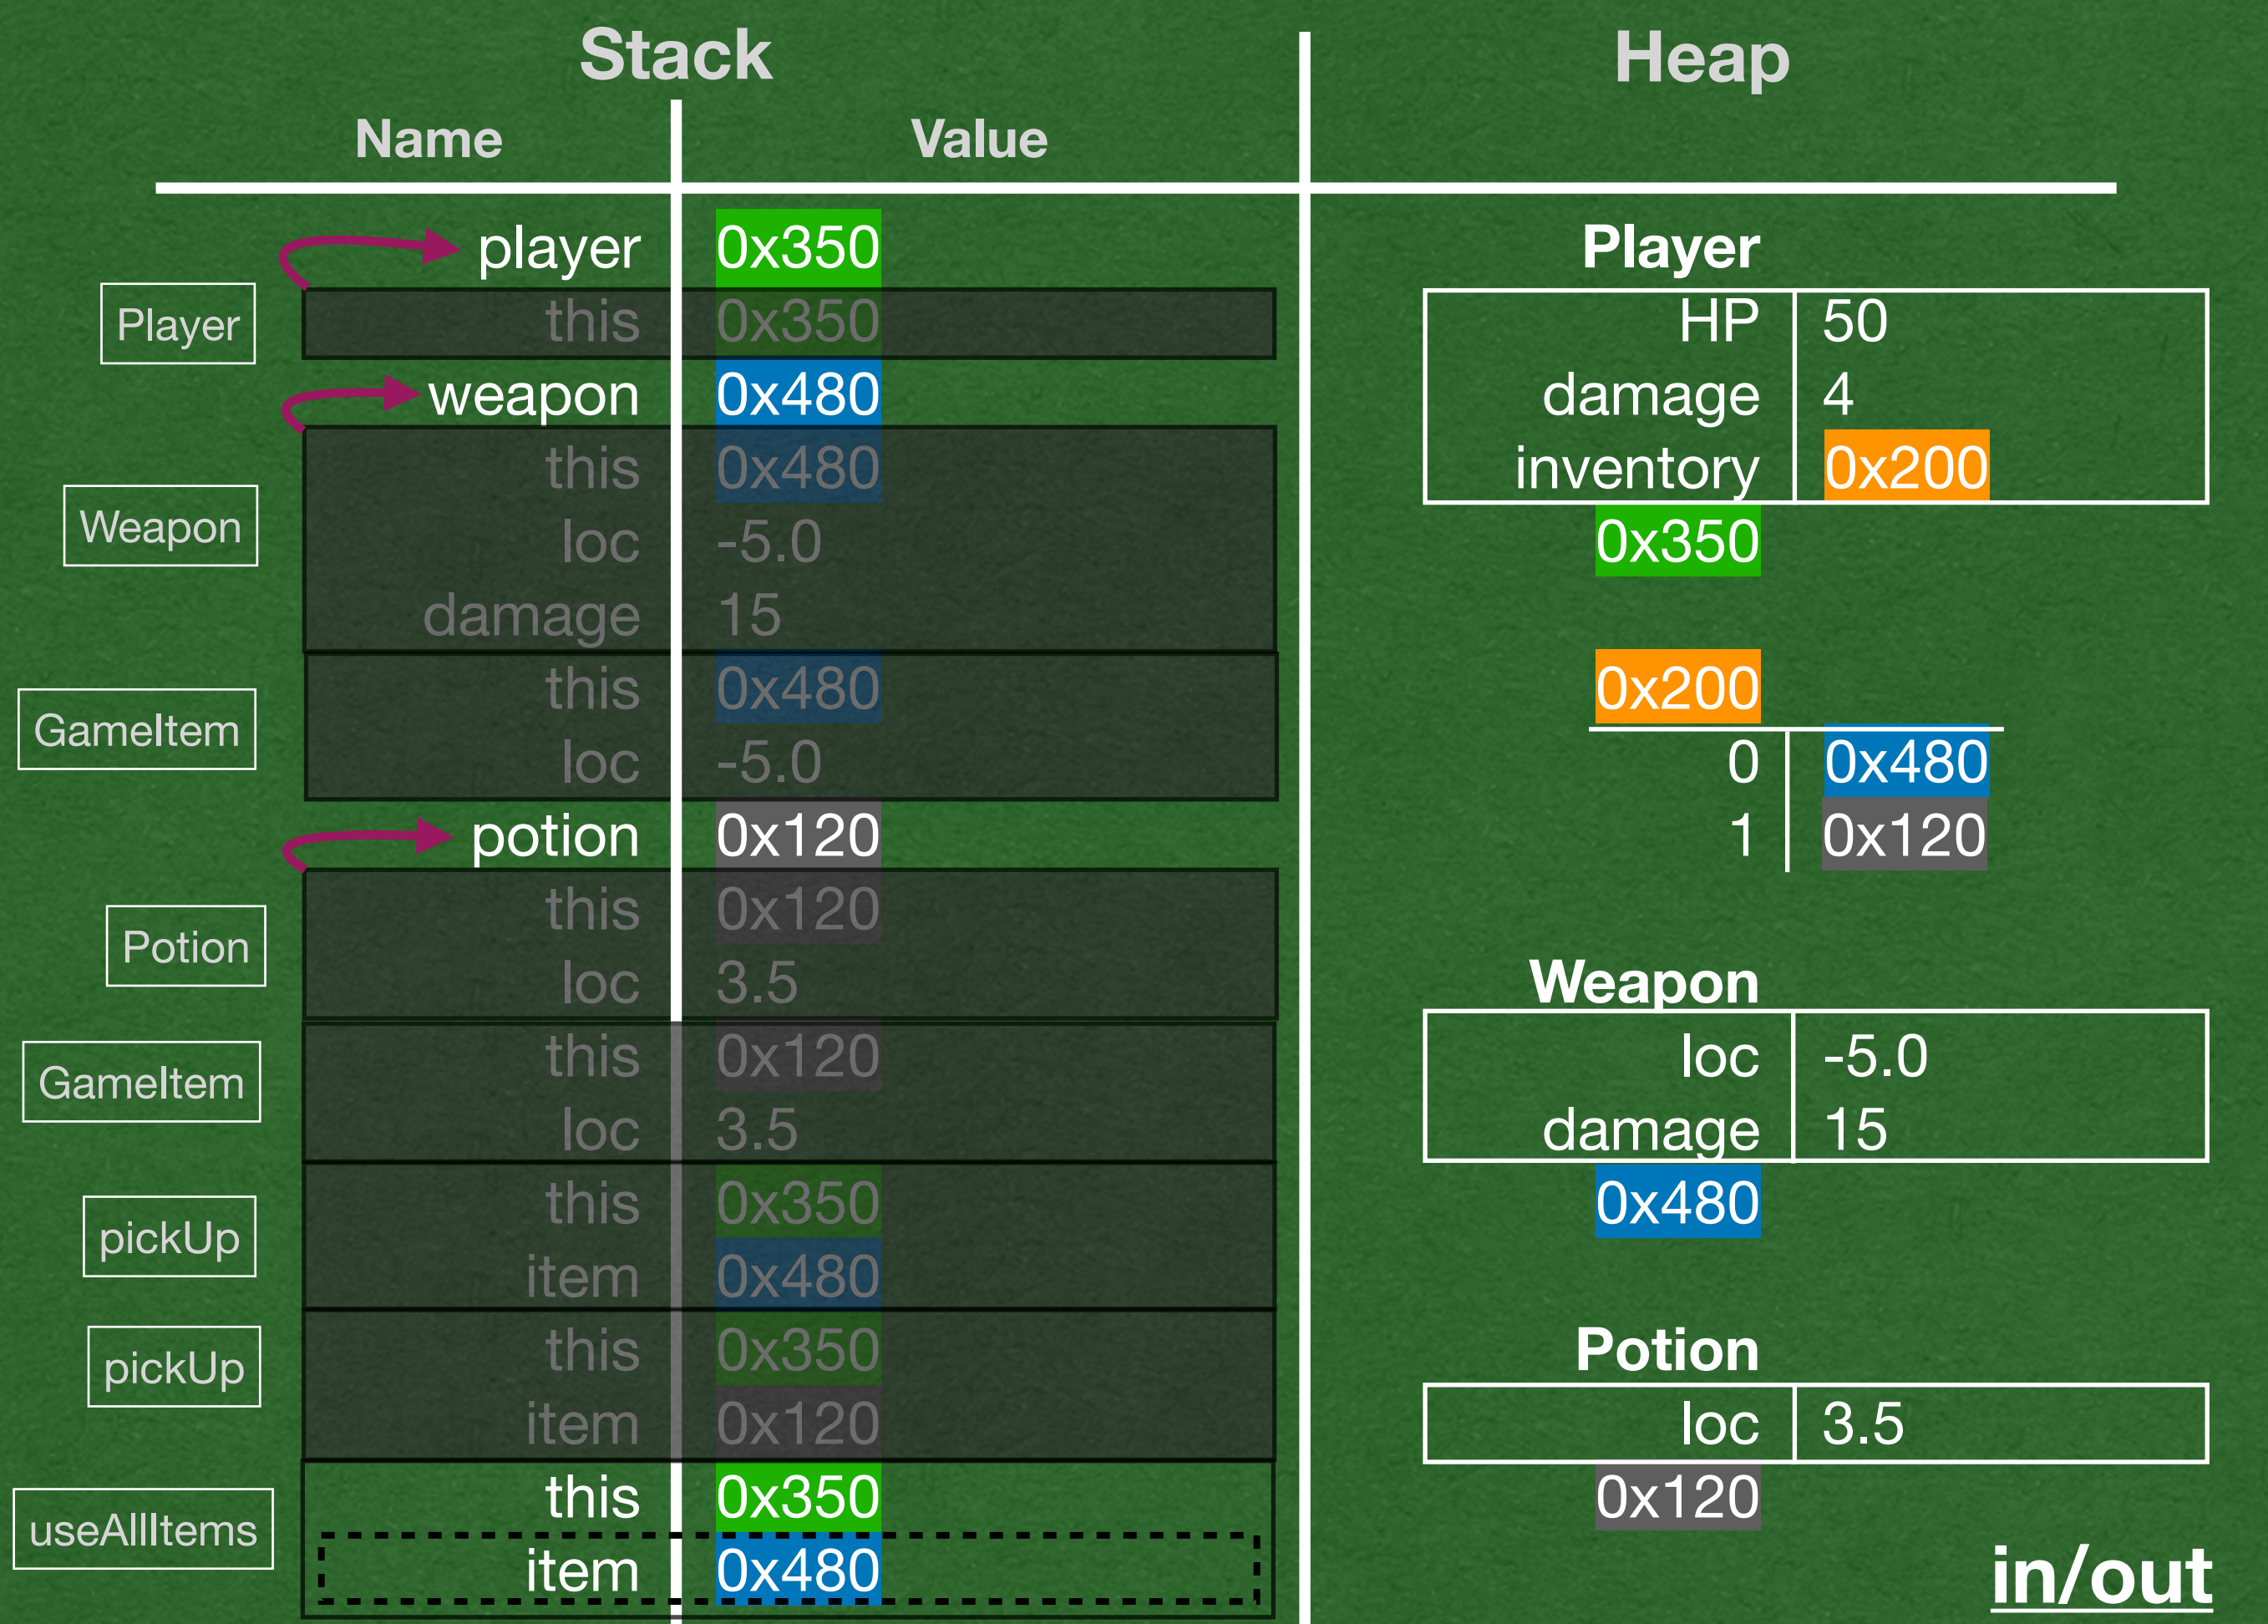 Stack
Name Value
player 0x350
Player
this 0x350
weapon 0x480
Weapon
this 0x480
loc -5.0
damage 15
GameItem
this 0x480
loc -5.0
potion 0x120
Potion
this 0x120
loc 3.5
GameItem
this 0x120
loc 3.5
pickUp
this 0x350
item 0x480
pickUp
this 0x350
item 0x120
useAllItems
this 0x350
item 0x480
Heap
Player
HP 50
damage 4
inventory 0x200
0x350
0x200
0 0x480
1 0x120
Weapon
loc -5.0
damage 15
0x480
Potion
loc 3.5
0x120
in/out